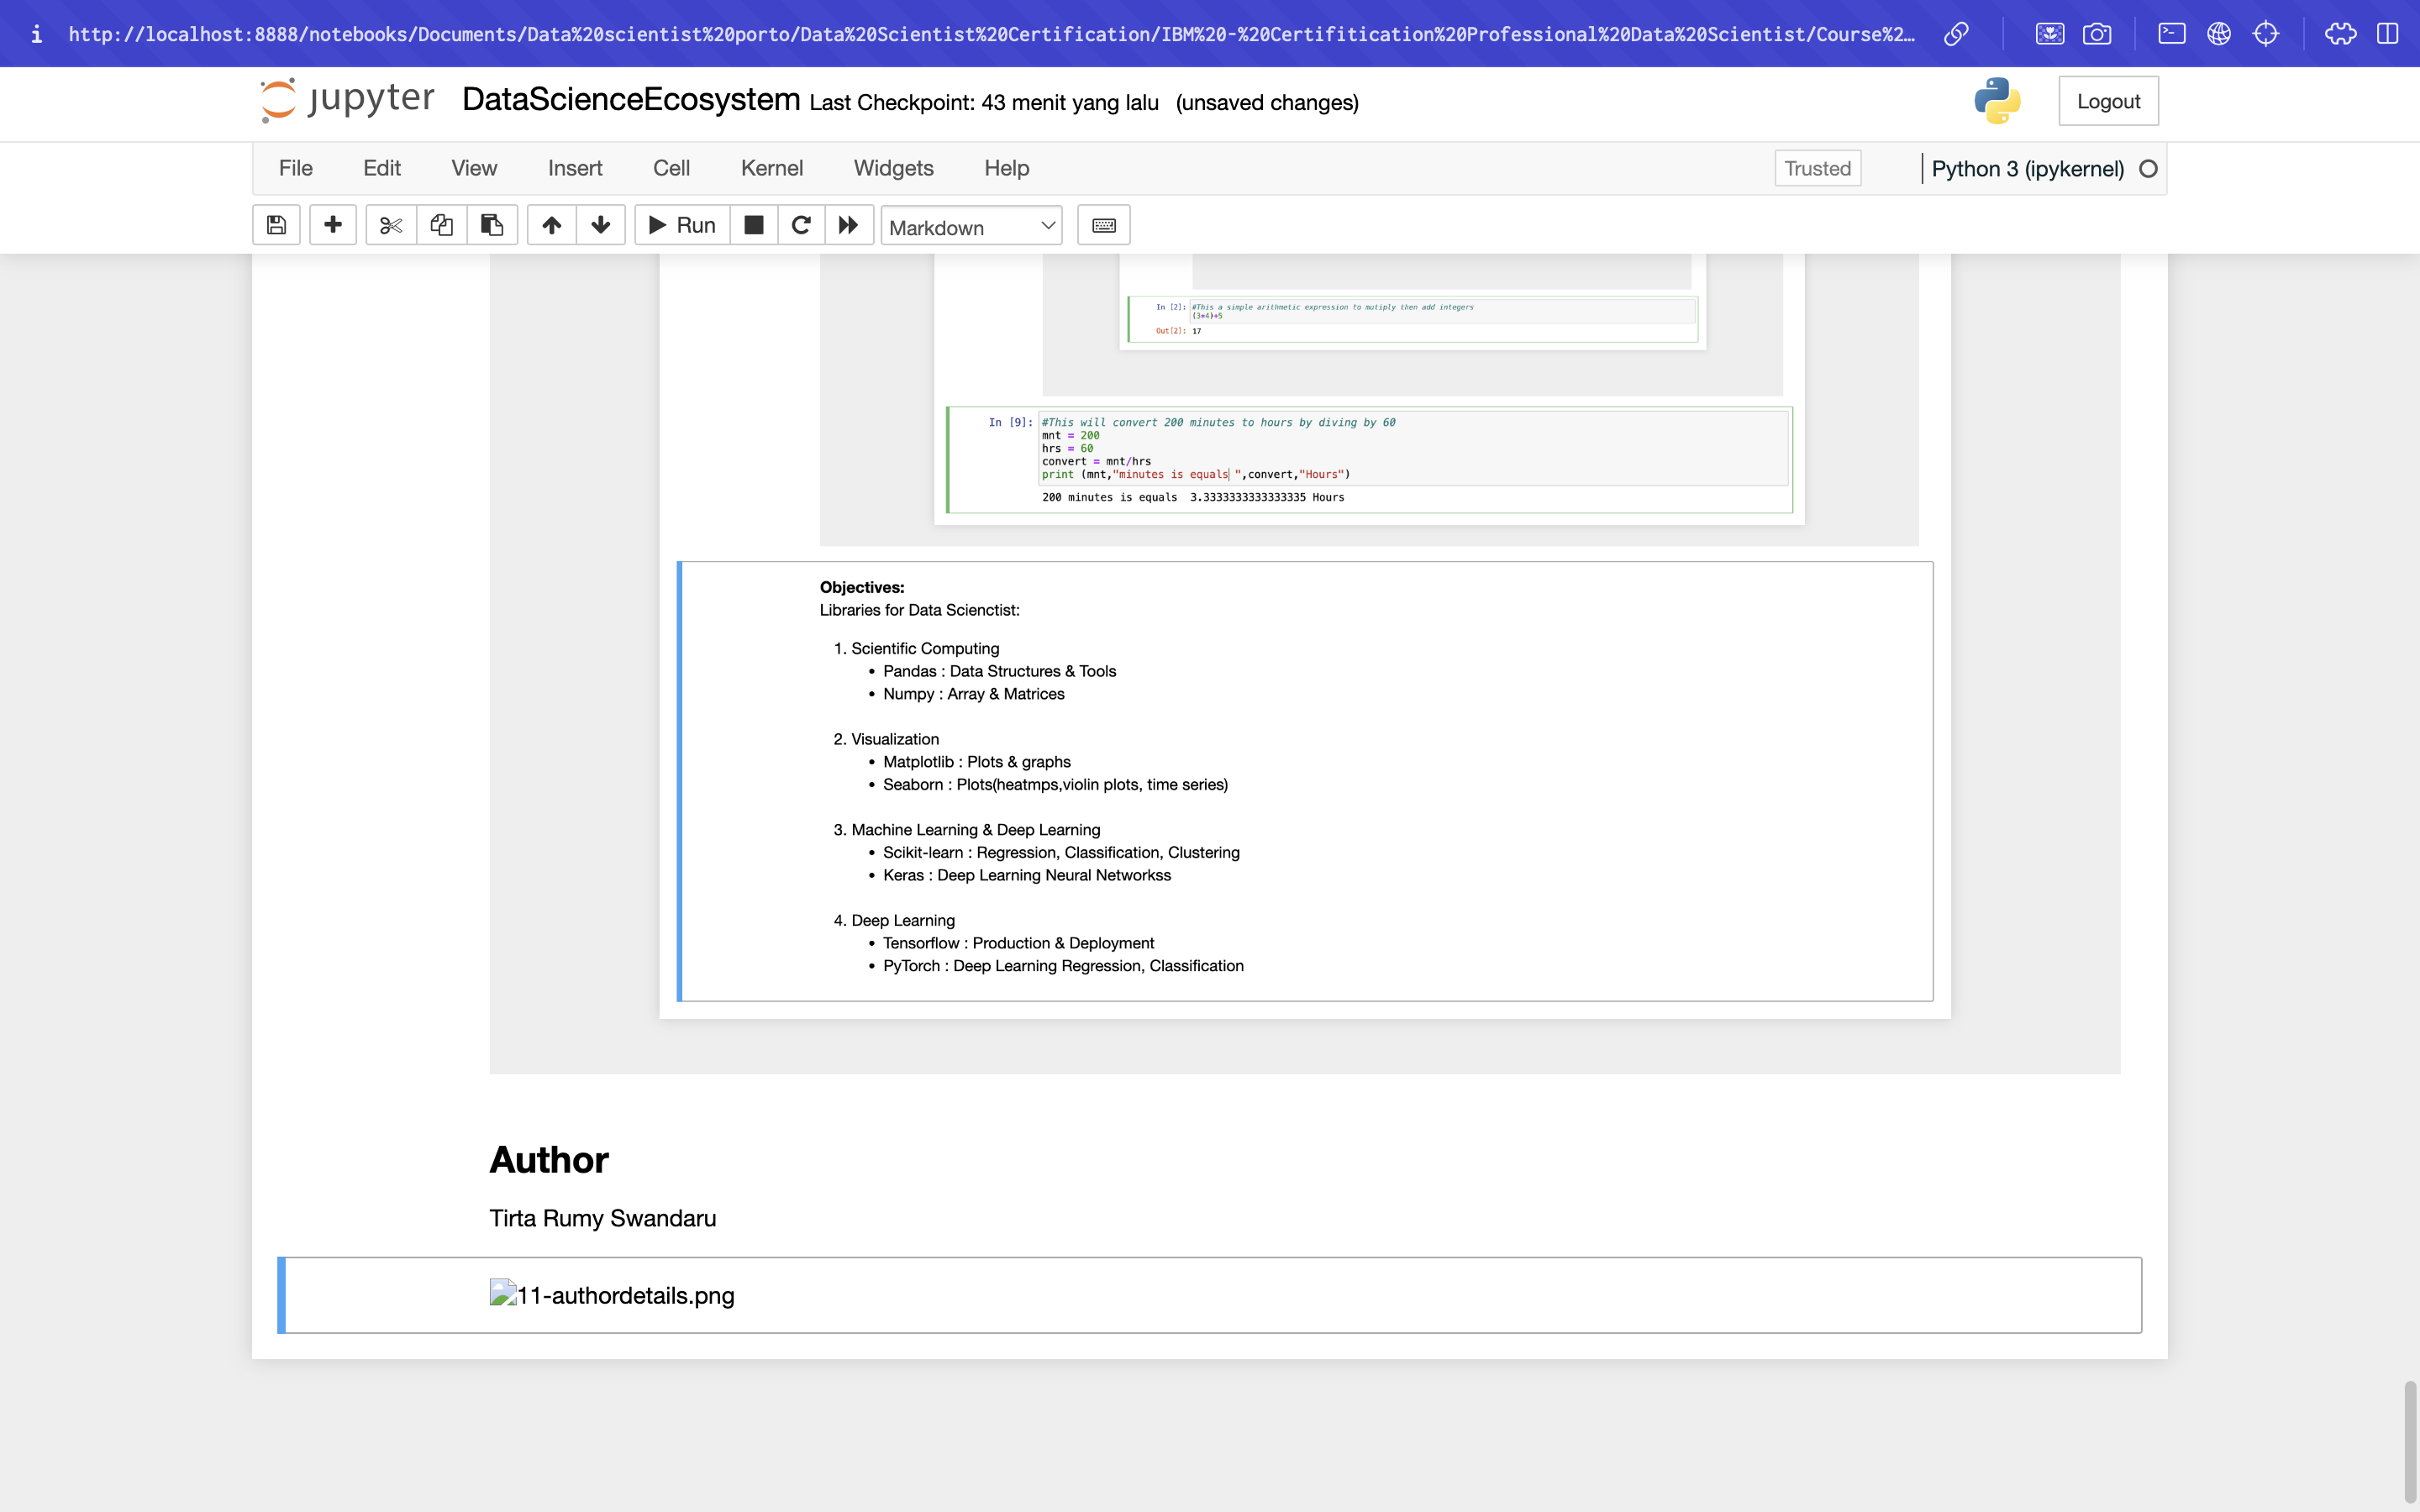 i http://localhost:8888/notebooks/Documents/Data%20scientist%20porto/Data%20Scientist%20Certification/IBM%20-%20Certifitication%20Professional%20Data%20Scientist/Course%2…
jupyter DataScienceEcosystem Last Checkpoint: 43 menit yang lalu (unsaved changes)
Logout
File Edit View Insert Cell Kernel Widgets Help Trusted Python 3 (ipykernel)
Run Markdown
In [2]: #This a simple arithmetic expression to mutiply then add integers
(3*4)+5
Out[2]: 17
In [9]: #This will convert 200 minutes to hours by diving by 60
mnt = 200
hrs = 60
convert = mnt/hrs
print (mnt,"minutes is equals ",convert,"Hours")
200 minutes is equals  3.3333333333333335 Hours
Objectives:
Libraries for Data Scienctist:
1. Scientific Computing
• Pandas : Data Structures & Tools
• Numpy : Array & Matrices
2. Visualization
• Matplotlib : Plots & graphs
• Seaborn : Plots(heatmps,violin plots, time series)
3. Machine Learning & Deep Learning
• Scikit-learn : Regression, Classification, Clustering
• Keras : Deep Learning Neural Networkss
4. Deep Learning
• Tensorflow : Production & Deployment
• PyTorch : Deep Learning Regression, Classification
Author
Tirta Rumy Swandaru
11-authordetails.png